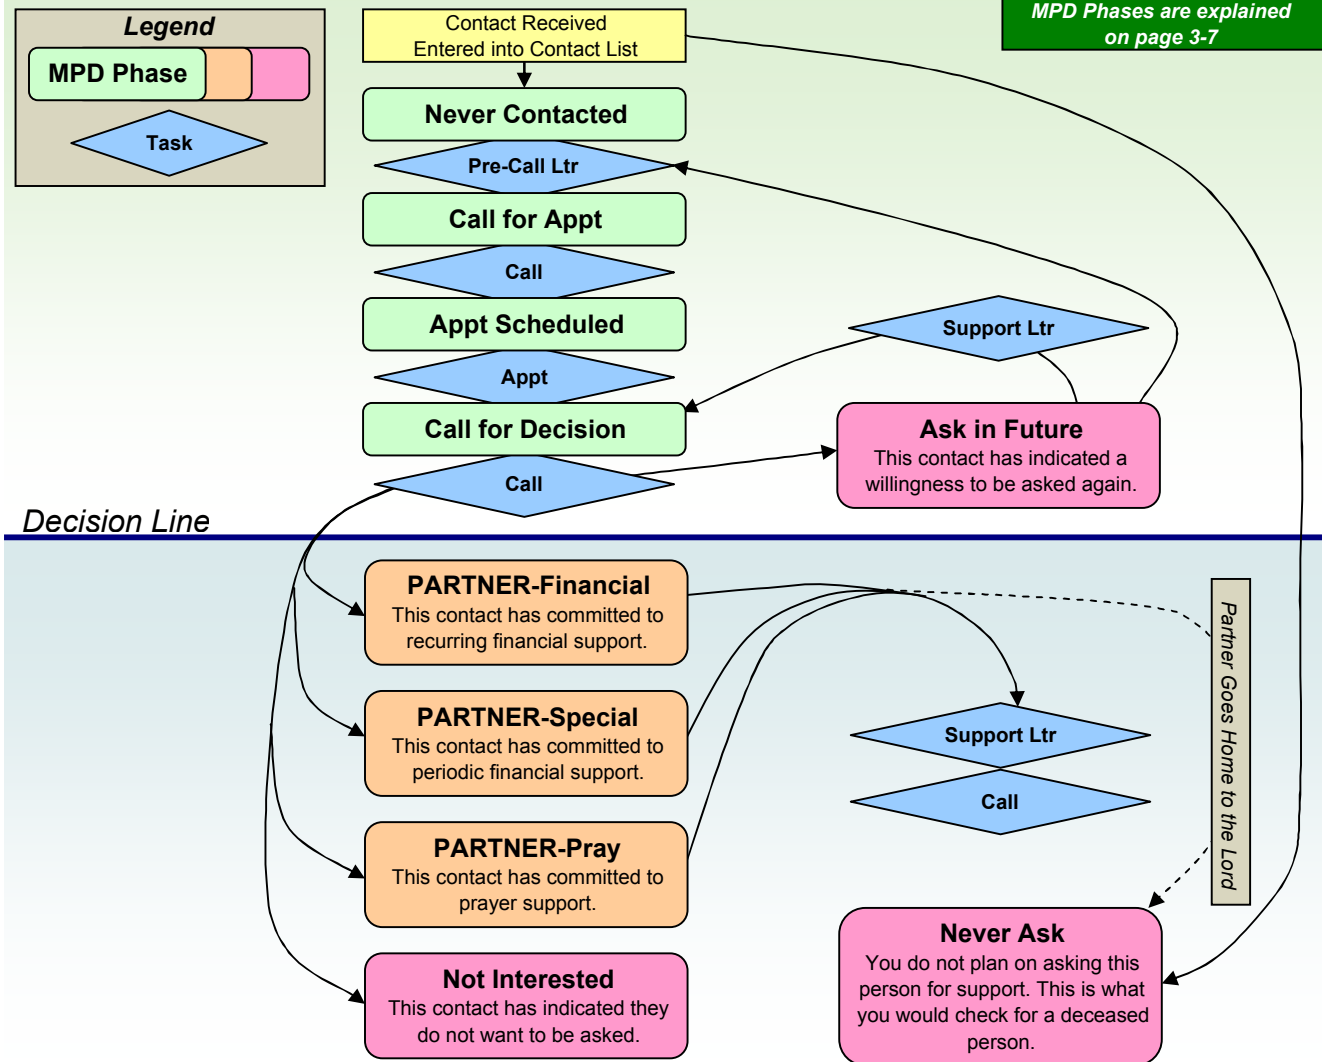 Legend
MPD Phase
Task
Contact Received
Entered into Contact List
MPD Phases are explained
on page 3-7
Never Contacted
Pre-Call Ltr
Call for Appt
Call
Appt Scheduled
Support Ltr
Appt
Call for Decision
Ask in Future
This contact has indicated a
willingness to be asked again.
Call
Decision Line
PARTNER-Financial
This contact has committed to
recurring financial support.
PARTNER-Special
This contact has committed to
periodic financial support.
PARTNER-Pray
This contact has committed to
prayer support.
Not Interested
This contact has indicated they
do not want to be asked.
Support Ltr
Call
Partner Goes Home to the Lord
Never Ask
You do not plan on asking this
person for support. This is what
you would check for a deceased
person.